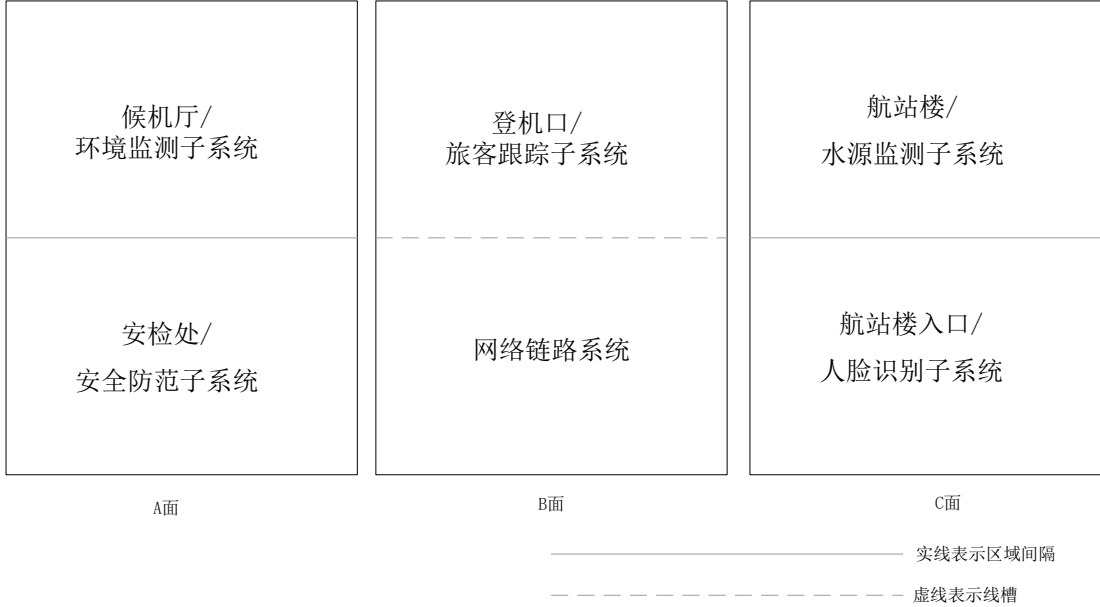 候机厅/
环境监测子系统
安检处/
安全防范子系统
A面
登机口/
旅客跟踪子系统
网络链路系统
B面
航站楼/
水源监测子系统
航站楼入口/
人脸识别子系统
C面
实线表示区域间隔
虚线表示线槽